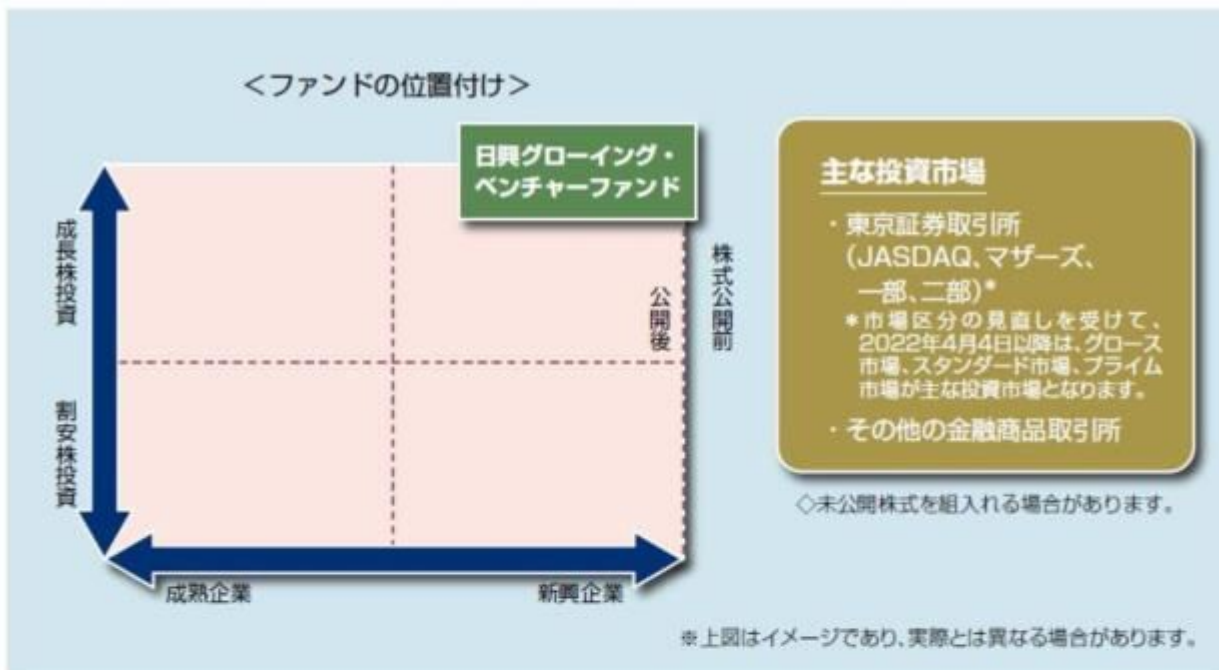 ＜ファンドの位置付け＞
日興グローイング・
ベンチャーファンド
成長株投資
割安株投資
公開後
株式公開前
成熟企業
新興企業
主な投資市場
・東京証券取引所
（JASDAQ、マザーズ、
一部、二部）*
*市場区分の見直しを受けて、
2022年4月4日以降は、グロース
市場、スタンダード市場、プライム
市場が主な投資市場となります。
・その他の金融商品取引所
◇未公開株式を組入れる場合があります。
※上図はイメージであり、実際とは異なる場合があります。